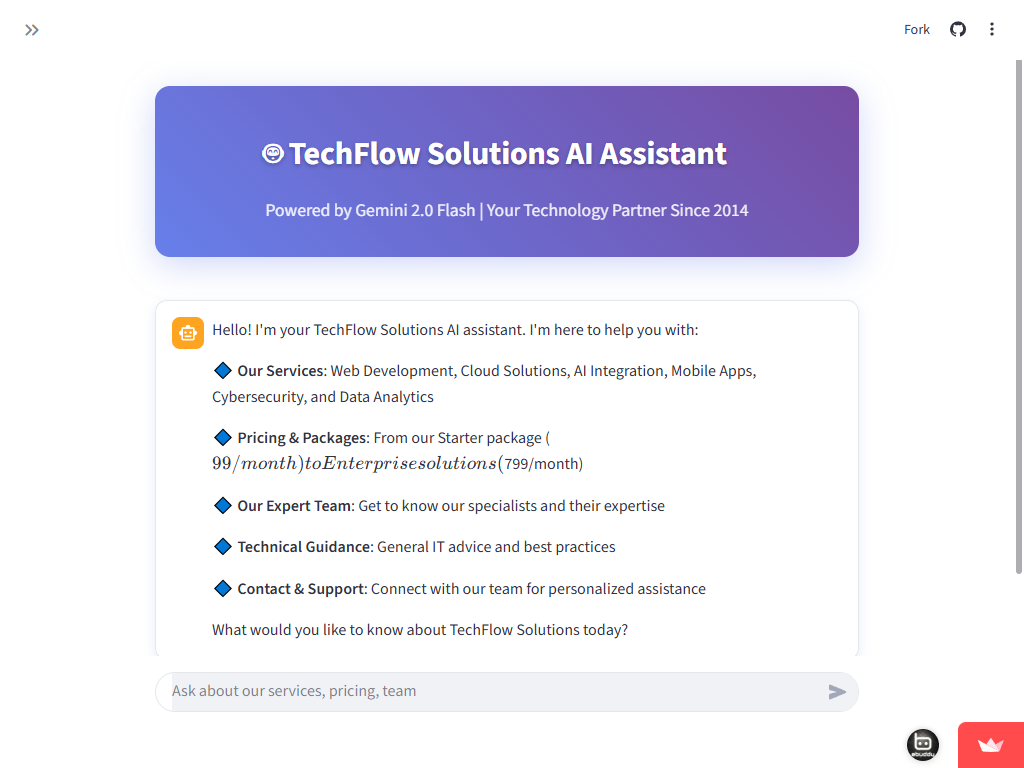 Fork
TechFlow Solutions AI Assistant
Powered by Gemini 2.0 Flash | Your Technology Partner Since 2014
Hello! I'm your TechFlow Solutions AI assistant. I'm here to help you with:
Our Services: Web Development, Cloud Solutions, AI Integration, Mobile Apps,
Cybersecurity, and Data Analytics
Pricing & Packages: From our Starter package (
99/month)toEnterprisesolutions(799/month)
Our Expert Team: Get to know our specialists and their expertise
Technical Guidance: General IT advice and best practices
Contact & Support: Connect with our team for personalized assistance
What would you like to know about TechFlow Solutions today?
Ask about our services, pricing, team